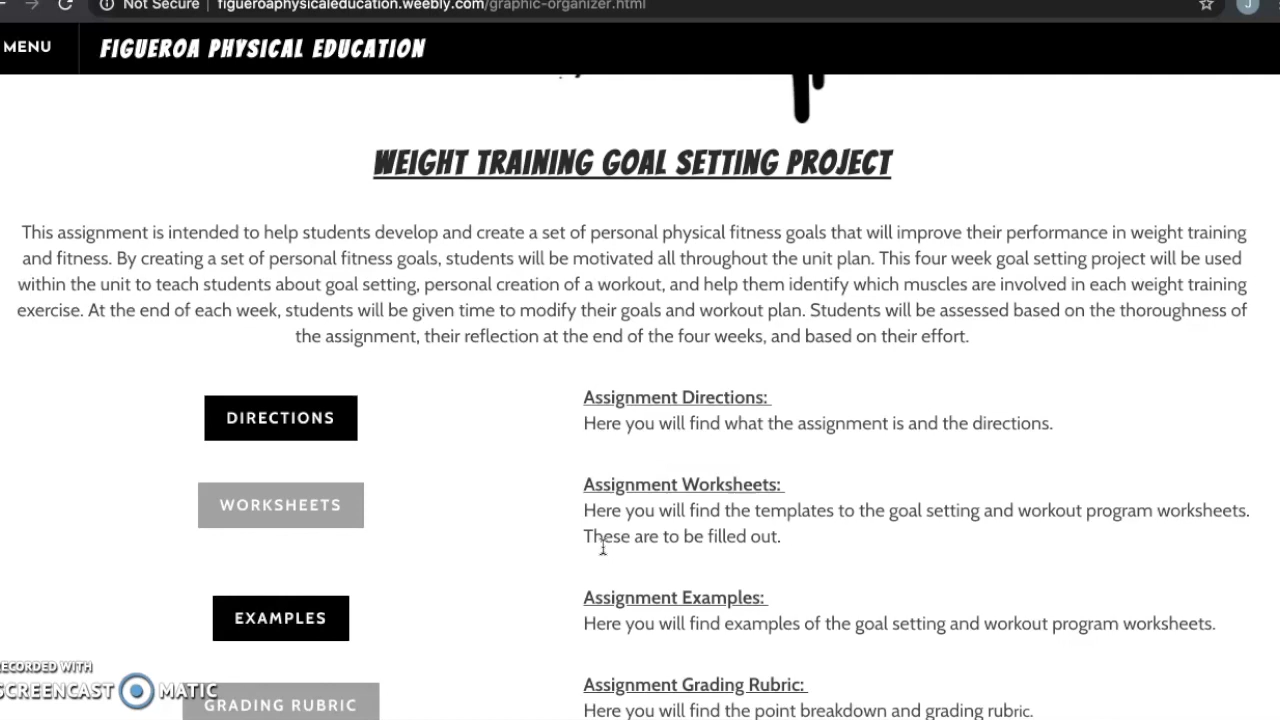 Not Secure | figueroaphysicaleducation.weebly.com/graphic-organizer.html
J
MENU
FIGUEROA PHYSICAL EDUCATION
WEIGHT TRAINING GOAL SETTING PROJECT
This assignment is intended to help students develop and create a set of personal physical fitness goals that will improve their performance in weight training
and fitness. By creating a set of personal fitness goals, students will be motivated all throughout the unit plan. This four week goal setting project will be used
within the unit to teach students about goal setting, personal creation of a workout, and help them identify which muscles are involved in each weight training
exercise. At the end of each week, students will be given time to modify their goals and workout plan. Students will be assessed based on the thoroughness of
the assignment, their reflection at the end of the four weeks, and based on their effort.
DIRECTIONS
Assignment Directions:
Here you will find what the assignment is and the directions.
WORKSHEETS
Assignment Worksheets:
Here you will find the templates to the goal setting and workout program worksheets.
These are to be filled out.
EXAMPLES
Assignment Examples:
Here you will find examples of the goal setting and workout program worksheets.
RECORDED WITH
SCREENCAST MATIC
GRADING RUBRIC
Assignment Grading Rubric:
Here you will find the point breakdown and grading rubric.